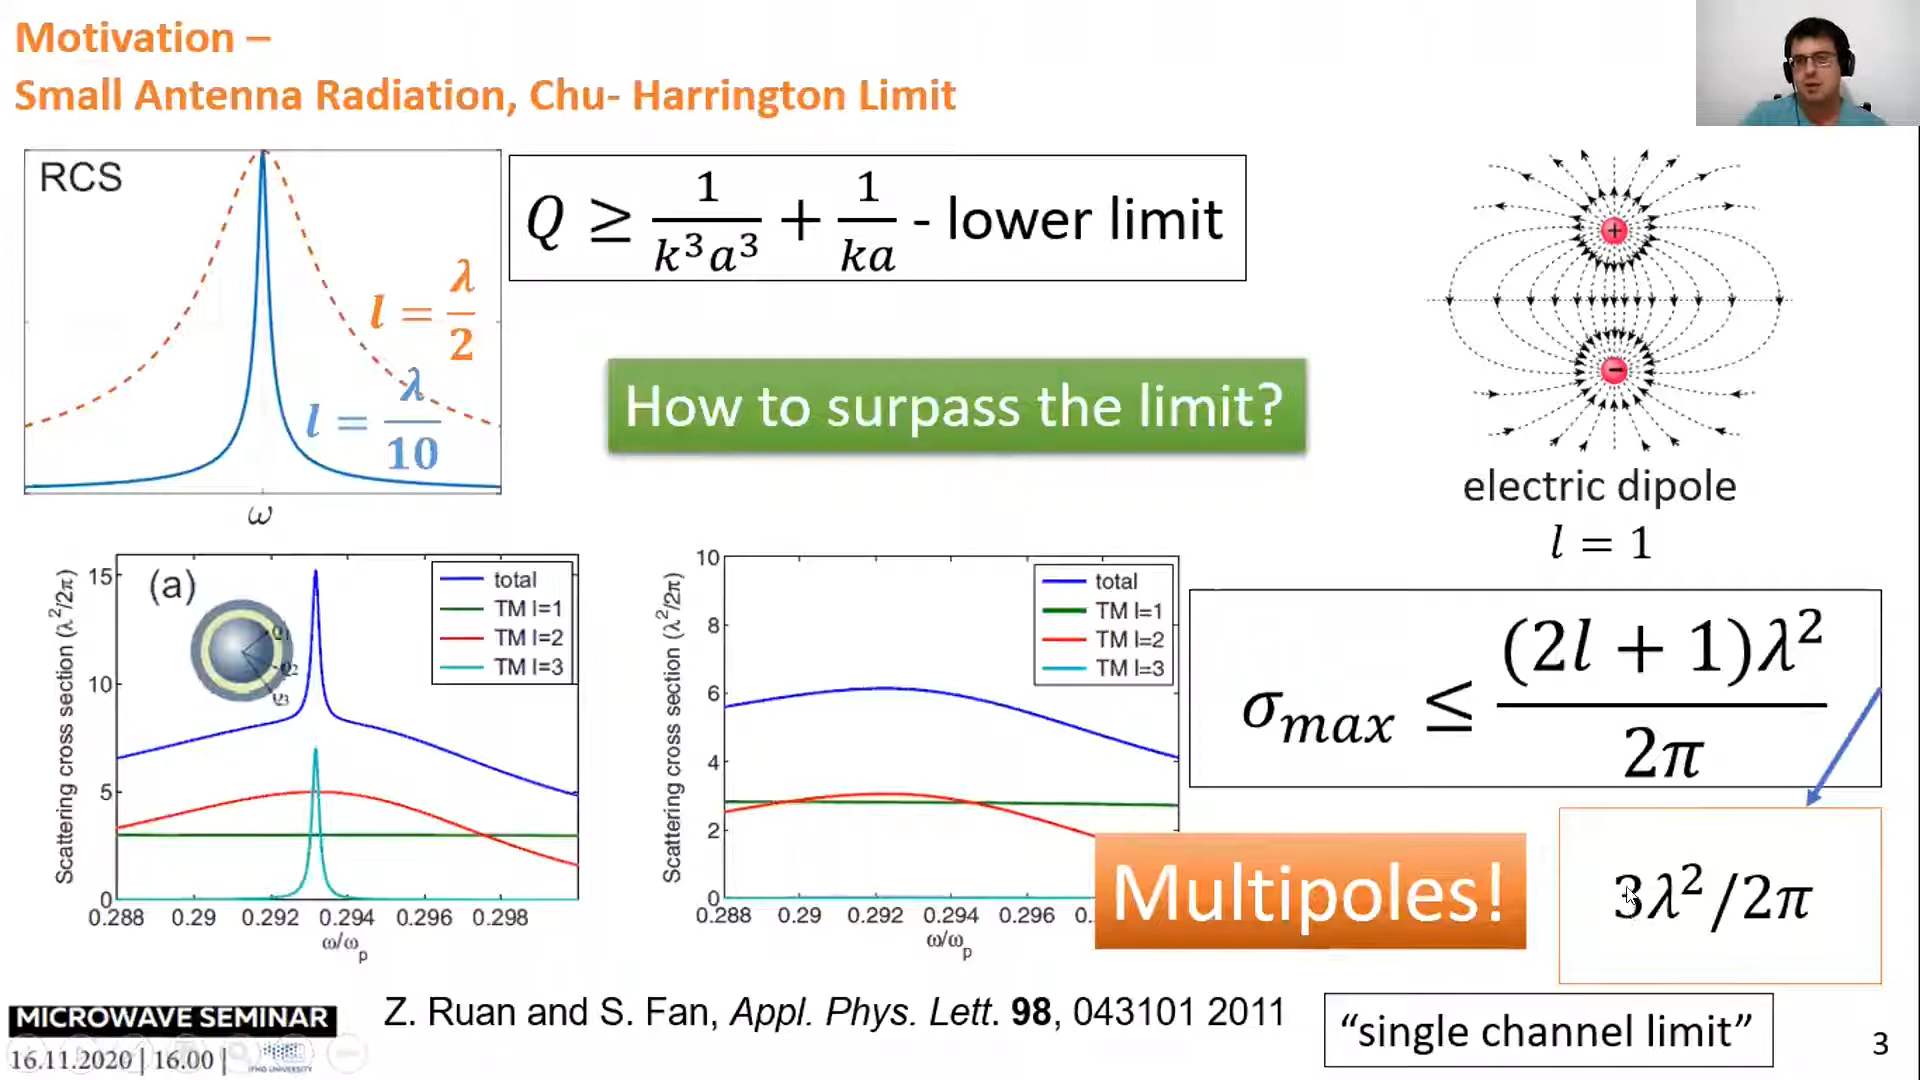 Motivation –
Small Antenna Radiation, Chu- Harrington Limit
RCS
l = λ/2
l = λ/10
ω
Q ≥ 1/k³a³ + 1/ka - lower limit
How to surpass the limit?
+
-
electric dipole
l = 1
(a)
Scattering cross section (λ²/2π)
15
10
5
0
total
TM l=1
TM l=2
TM l=3
0.288 0.29 0.292 0.294 0.296 0.298
ω/ωp
Scattering cross section (λ²/2π)
10
8
6
4
2
0
total
TM l=1
TM l=2
TM l=3
0.288 0.29 0.292 0.294 0.296
ω/ωp
σmax ≤ (2l + 1)λ²/2π
Multipoles!
3λ²/2π
Z. Ruan and S. Fan, Appl. Phys. Lett. 98, 043101 2011
"single channel limit"
MICROWAVE SEMINAR
16.11.2020 | 16.00 |
ITMO UNIVERSITY
3